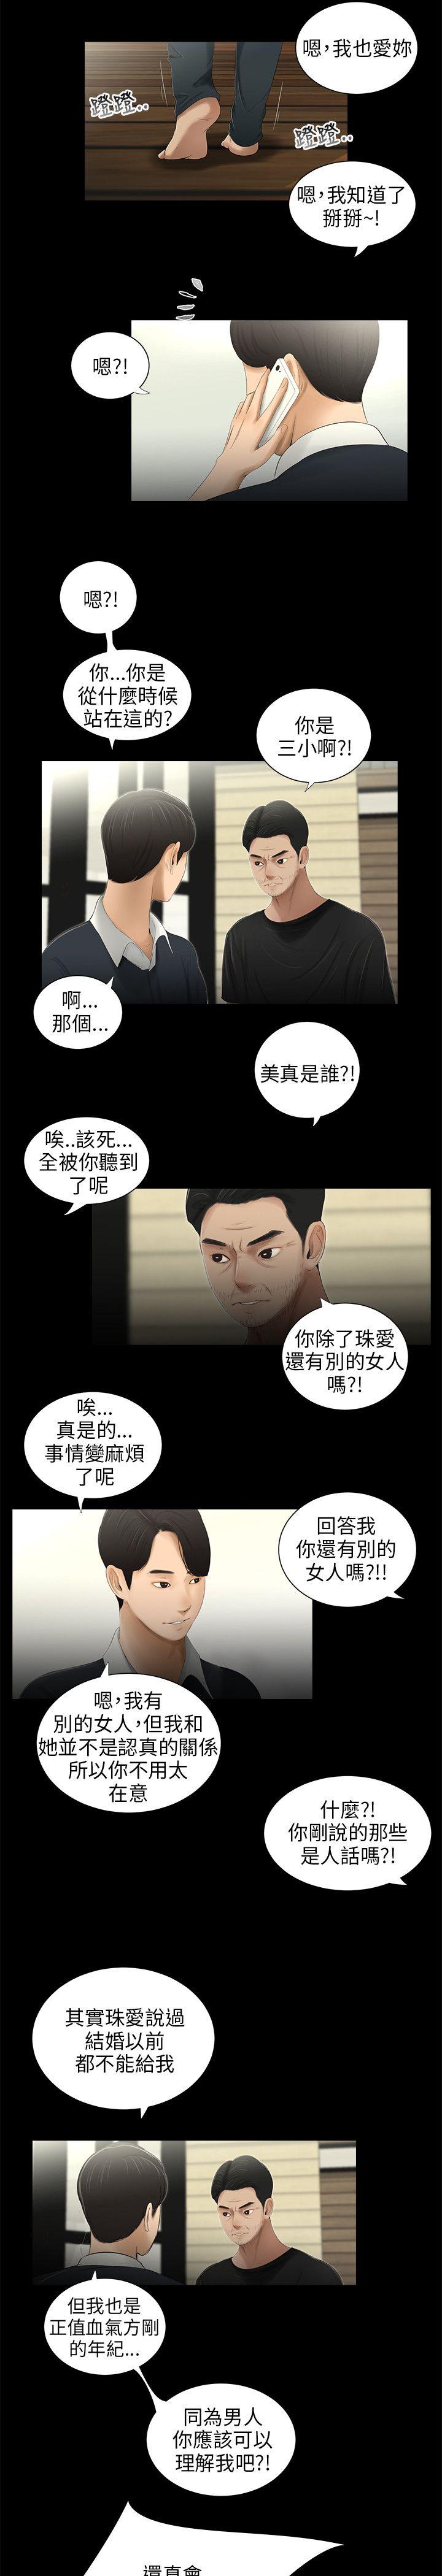 嗯，我也愛妳
蹬蹬..
蹬蹬..
嗯，我知道了
掰掰~!
嗯?!
嗯?!
你...你是
從什麼時候
站在這的?
你是
三小啊?!
啊...
那個...
美真是誰?!
唉..該死...
全被你聽到
了呢
你除了珠愛
還有別的女人
嗎?!
唉...
真是的...
事情變麻煩
了呢
回答我
你還有別的
女人嗎?!!
嗯，我有
別的女人，但我和
她並不是認真的關係
所以你不用太
在意
什麼?!
你剛說的那些
是人話嗎?!
其實珠愛說過
結婚以前
都不能給我
但我也是
正值血氣方剛
的年紀...
同為男人
你應該可以
理解我吧?!
還真會